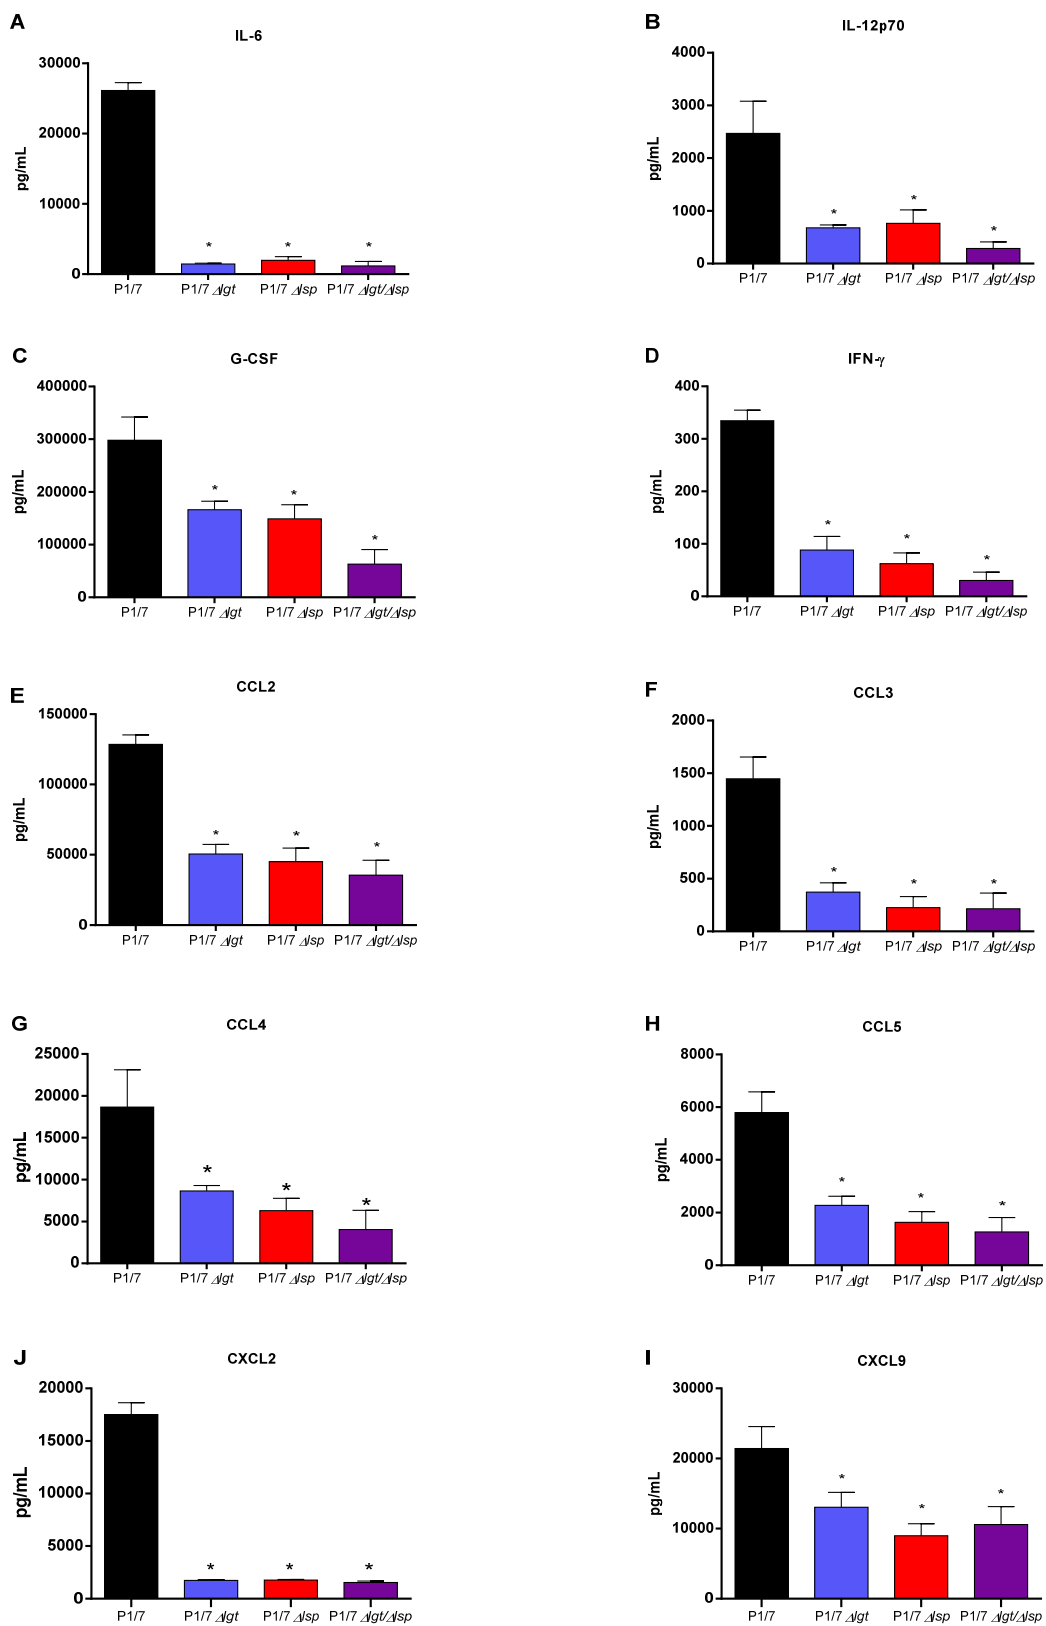 A
IL-6
30000
20000
10000
0
pg/mL
* * *
P1/7 P1/7 Δlgt P1/7 Δlsp P1/7 Δlgt/Δlsp
B
IL-12p70
4000
3000
2000
1000
0
pg/mL
* * *
P1/7 P1/7 Δlgt P1/7 Δlsp P1/7 Δlgt/Δlsp
C
G-CSF
400000
300000
200000
100000
0
pg/mL
* * *
P1/7 P1/7 Δlgt P1/7 Δlsp P1/7 Δlgt/Δlsp
D
IFN-γ
400
300
200
100
0
pg/mL
* * *
P1/7 P1/7 Δlgt P1/7 Δlsp P1/7 Δlgt/Δlsp
E
CCL2
150000
100000
50000
0
pg/mL
* * *
P1/7 P1/7 Δlgt P1/7 Δlsp P1/7 Δlgt/Δlsp
F
CCL3
2000
1500
1000
500
0
pg/mL
* * *
P1/7 P1/7 Δlgt P1/7 Δlsp P1/7 Δlgt/Δlsp
G
CCL4
25000
20000
15000
10000
5000
0
pg/mL
* * *
P1/7 P1/7 Δlgt P1/7 Δlsp P1/7 Δlgt/Δlsp
H
CCL5
8000
6000
4000
2000
0
pg/mL
* * *
P1/7 P1/7 Δlgt P1/7 Δlsp P1/7 Δlgt/Δlsp
J
CXCL2
20000
15000
10000
5000
0
pg/mL
* * *
P1/7 P1/7 Δlgt P1/7 Δlsp P1/7 Δlgt/Δlsp
I
CXCL9
30000
20000
10000
0
pg/mL
* * *
P1/7 P1/7 Δlgt P1/7 Δlsp P1/7 Δlgt/Δlsp